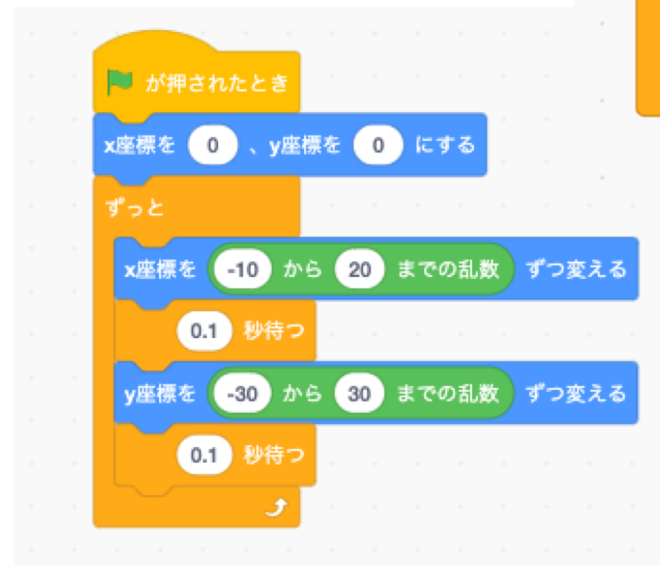 が押されたとき
x座標を 0 、y座標を 0 にする
ずっと
x座標を -10 から 20 までの乱数 ずつ変える
0.1 秒待つ
y座標を -30 から 30 までの乱数 ずつ変える
0.1 秒待つ